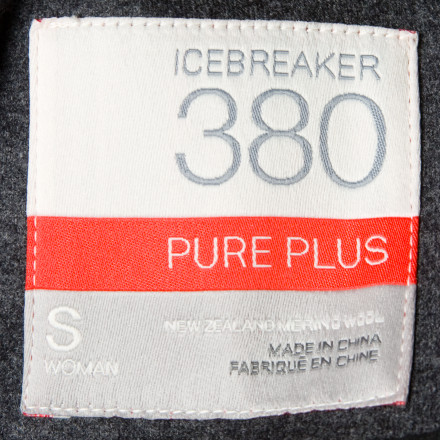 ICEBREAKER
380
PURE PLUS
S
WOMAN
NEW ZEALAND MERINO WOOL
MADE IN CHINA
FABRIQUÉ EN CHINE